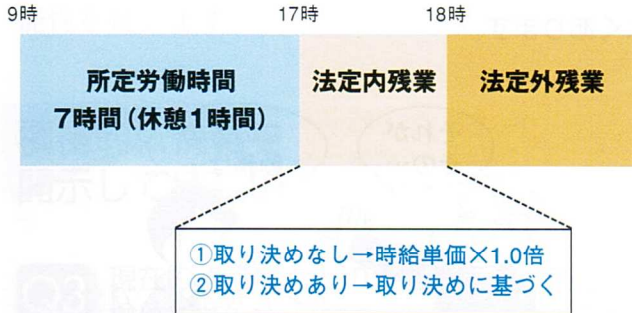 9時 17時 18時
所定労働時間 法定内残業 法定外残業
7時間(休憩1時間)
①取り決めなし→時給単価×1.0倍
②取り決めあり→取り決めに基づく